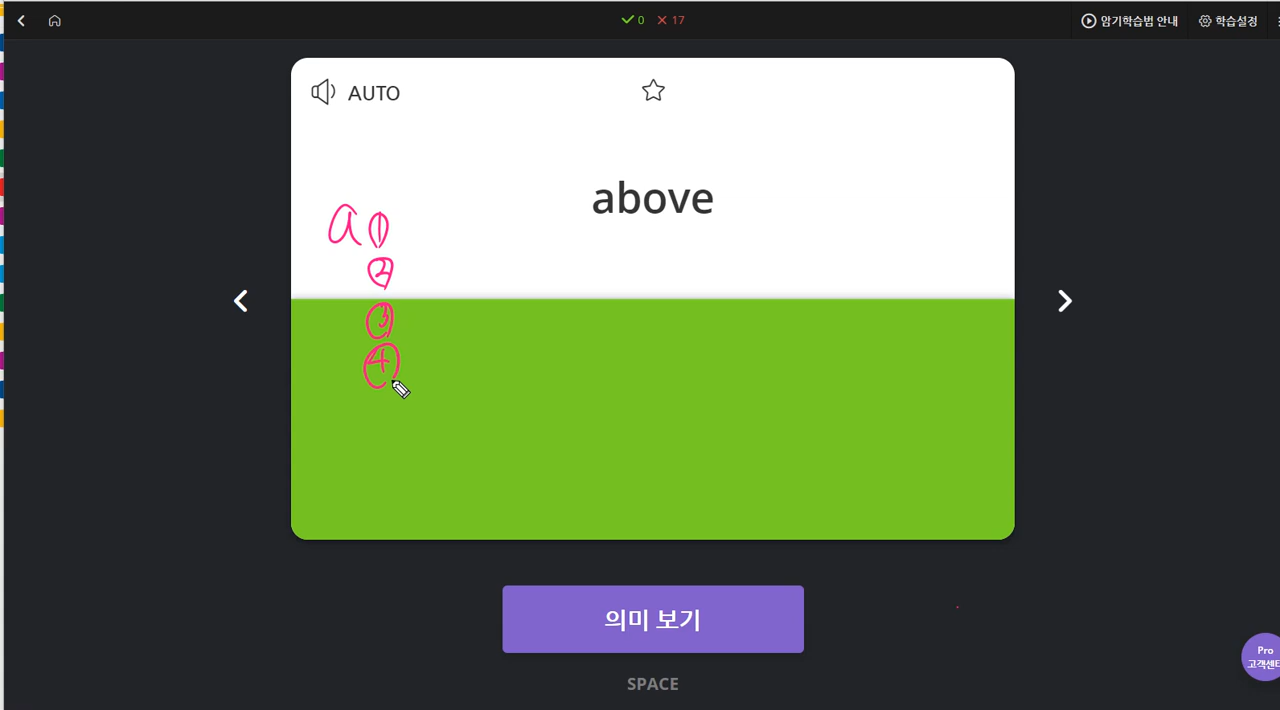 0 17 암기학습법 안내 학습설정
AUTO
above
a ①
②
③
④
의미 보기
SPACE
Pro
고객센터